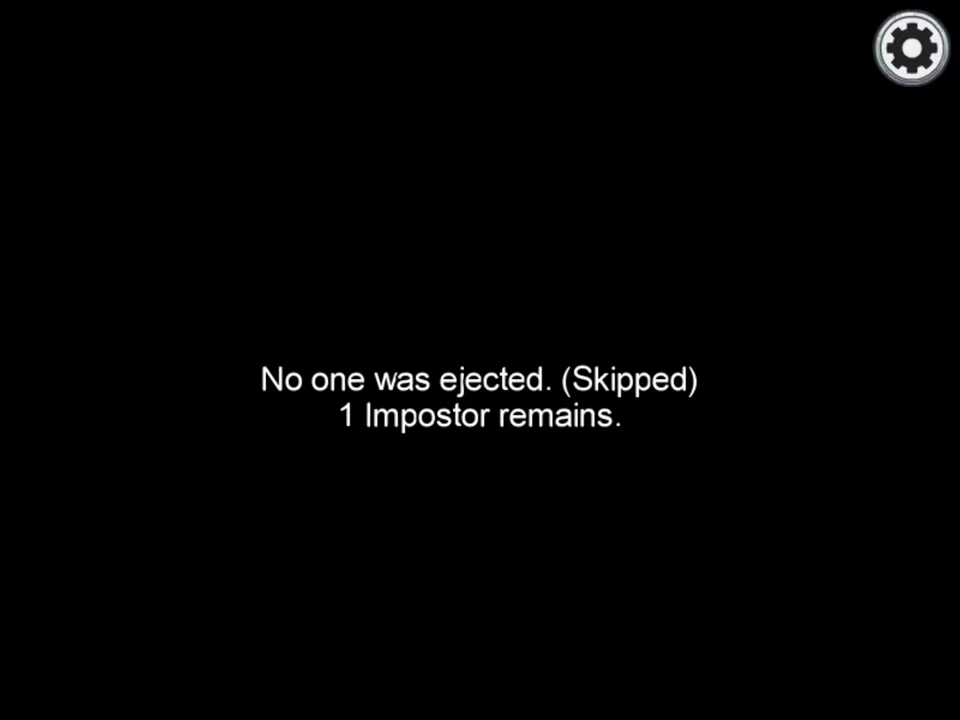 No one was ejected. (Skipped)
1 Impostor remains.